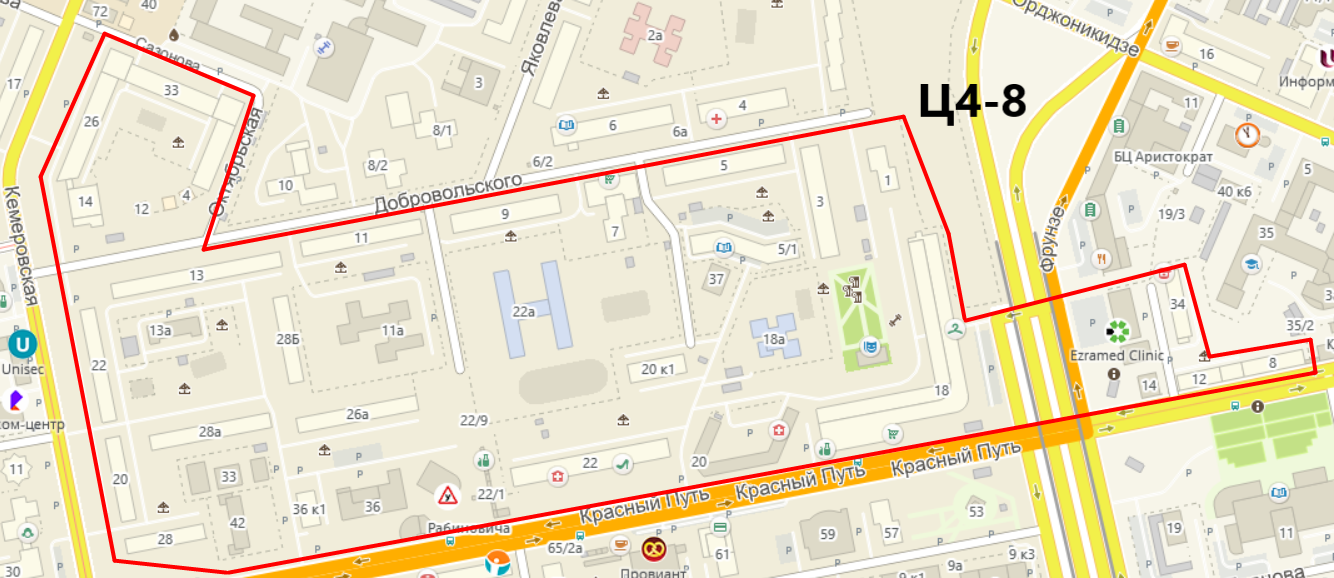 72
40
Сазонова
33
17
26
14
12
4
Октябрьская
Кемеровская
10
8/2
8/1
3
Яковлева
2а
6
4
6а
6/2
Добровольского
Ц4-8
Орджоникидзе
16
11
БЦ Аристократ
40 к6
19/3
5
35
Фрунзе
5
1
3
9
7
11
13
5/1
37
22а
28Б
11а
13а
22
18а
34
35/2
Ezrared Clinic
8
12
14
20 к1
18
26а
22/9
28а
Unisec
ком-центр
11
20
33
42
36 к1
36
22/1
22
20
28
30
Рабиновича
Красный Путь
Красный Путь
Красный Путь
65/2а
61
59
57
53
19
11
9 к3
9а
9 к1
Провиант